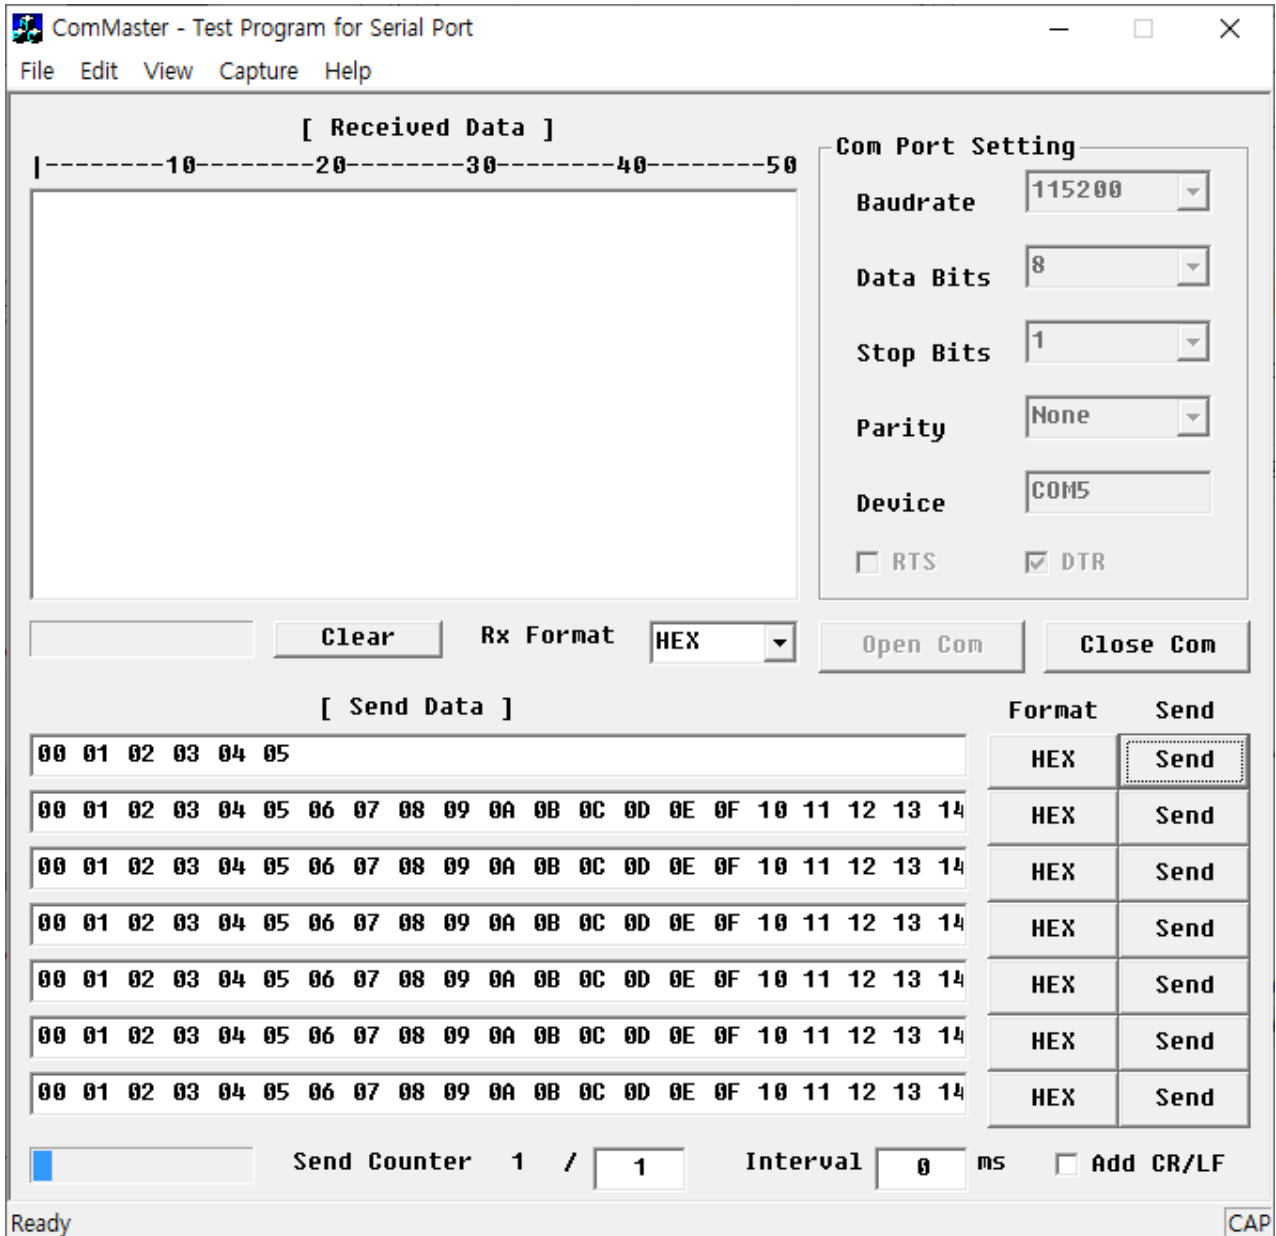 ComMaster - Test Program for Serial Port
File Edit View Capture Help
[ Received Data ]
|--------10--------20--------30--------40--------50
Com Port Setting
Baudrate 115200
Data Bits 8
Stop Bits 1
Parity None
Device COM5
RTS DTR
Clear Rx Format HEX Open Com Close Com
[ Send Data ] Format Send
00 01 02 03 04 05 HEX Send
00 01 02 03 04 05 06 07 08 09 0A 0B 0C 0D 0E 0F 10 11 12 13 14 HEX Send
00 01 02 03 04 05 06 07 08 09 0A 0B 0C 0D 0E 0F 10 11 12 13 14 HEX Send
00 01 02 03 04 05 06 07 08 09 0A 0B 0C 0D 0E 0F 10 11 12 13 14 HEX Send
00 01 02 03 04 05 06 07 08 09 0A 0B 0C 0D 0E 0F 10 11 12 13 14 HEX Send
00 01 02 03 04 05 06 07 08 09 0A 0B 0C 0D 0E 0F 10 11 12 13 14 HEX Send
00 01 02 03 04 05 06 07 08 09 0A 0B 0C 0D 0E 0F 10 11 12 13 14 HEX Send
Send Counter 1 / 1 Interval 0 ms Add CR/LF
Ready CAP